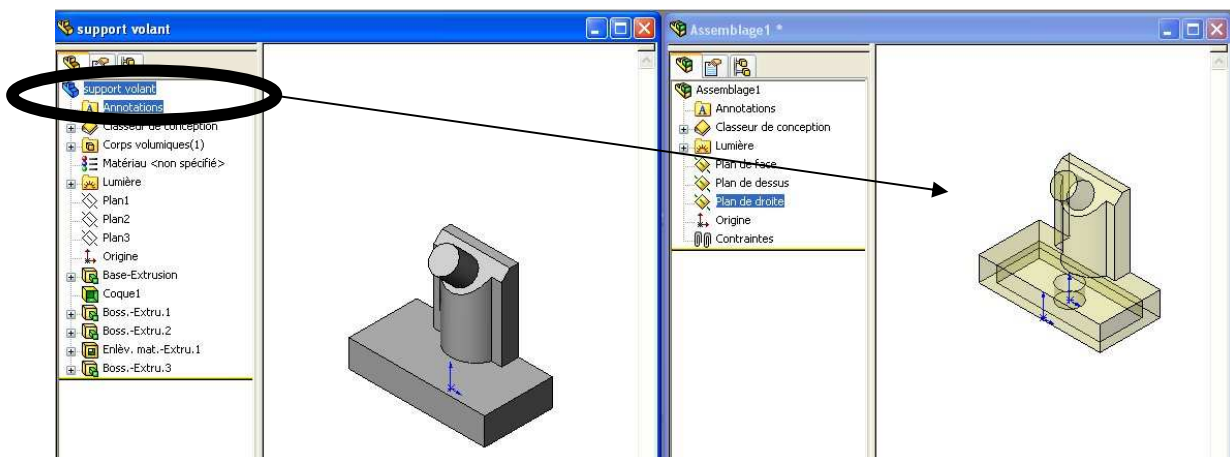 support volant
support volant
Annotations
Classeur de conception
Corps volumiques(1)
Matériau <non spécifié>
Lumière
Plan1
Plan2
Plan3
Origine
Base-Extrusion
Coque1
Boss.-Extru.1
Boss.-Extru.2
Enlèv. mat.-Extru.1
Boss.-Extru.3
Assemblage1 *
Assemblage1
Annotations
Classeur de conception
Lumière
Plan de face
Plan de dessus
Plan de droite
Origine
Contraintes